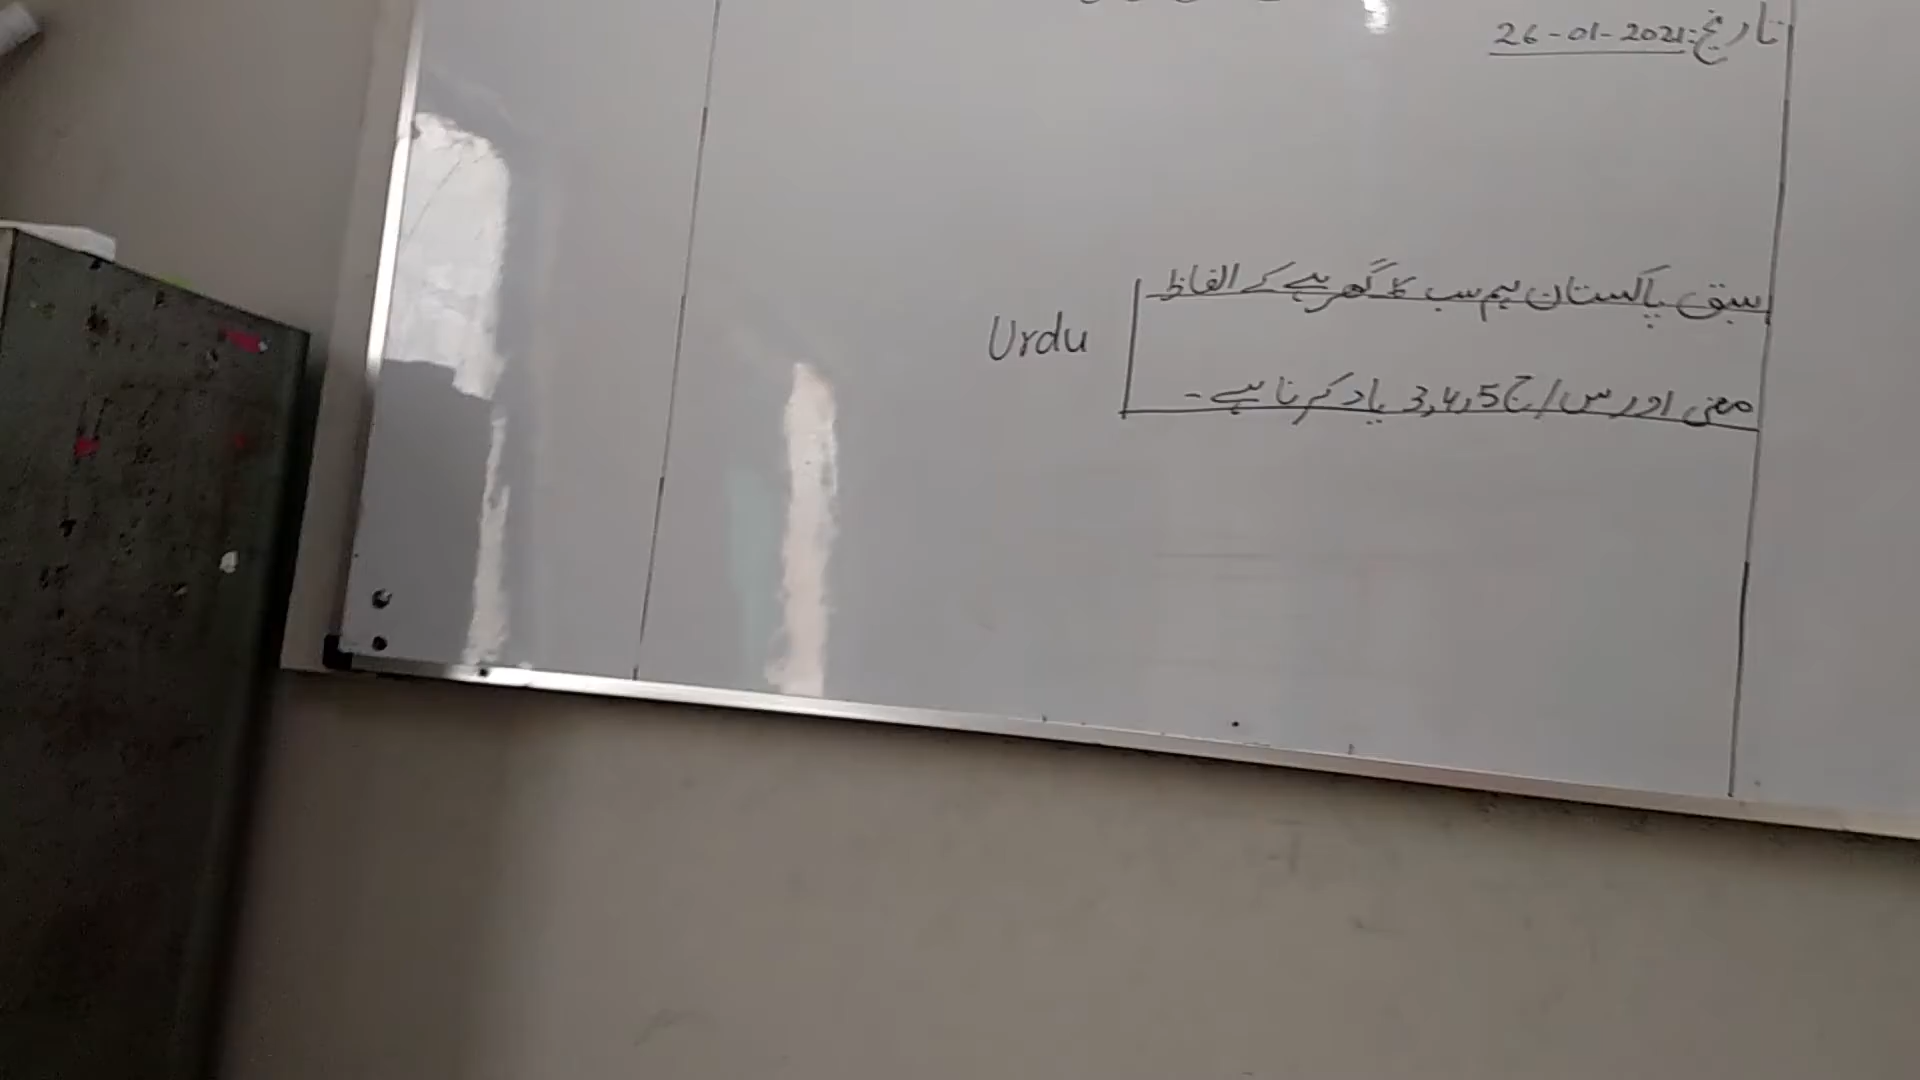 تاریخ: 26-01-2021
سبق پاکستان ہم سب کا گھر ہے کے الفاظ
Urdu
معنی اور س/ج 3,4,5 یاد کرنا ہے۔